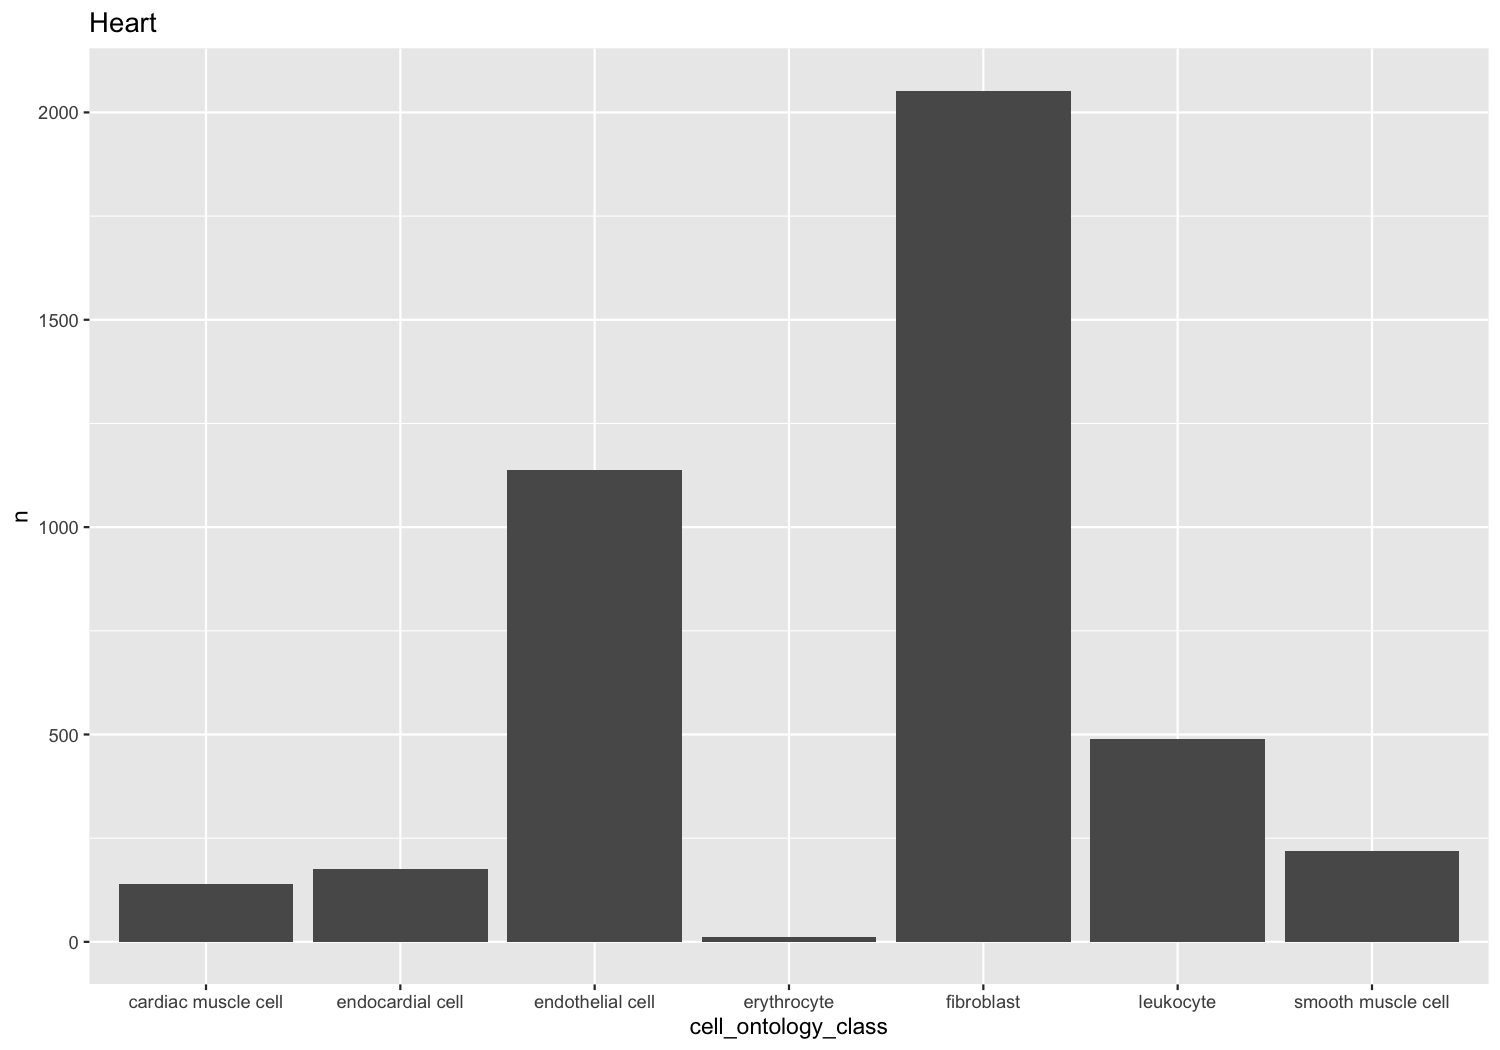 Heart
n
2000
1500
1000
500
0
cardiac muscle cell endocardial cell endothelial cell erythrocyte fibroblast leukocyte smooth muscle cell
cell_ontology_class